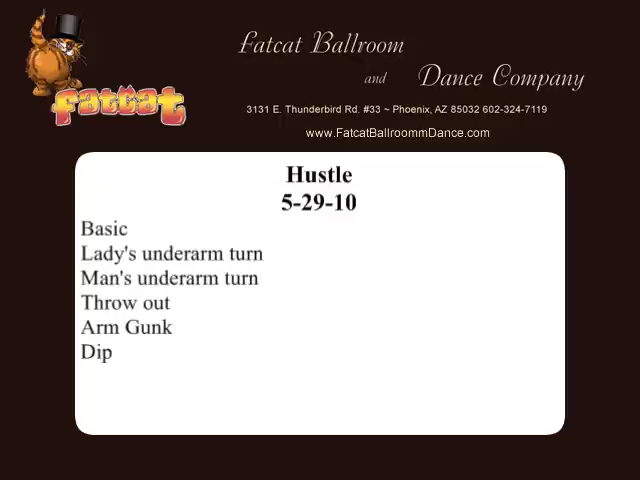 Fatcat Ballroom
and Dance Company
fatcat
3131 E. Thunderbird Rd. #33 ~ Phoenix, AZ 85032 602-324-7119
www.FatcatBallroommDance.com
Hustle
5-29-10
Basic
Lady's underarm turn
Man's underarm turn
Throw out
Arm Gunk
Dip